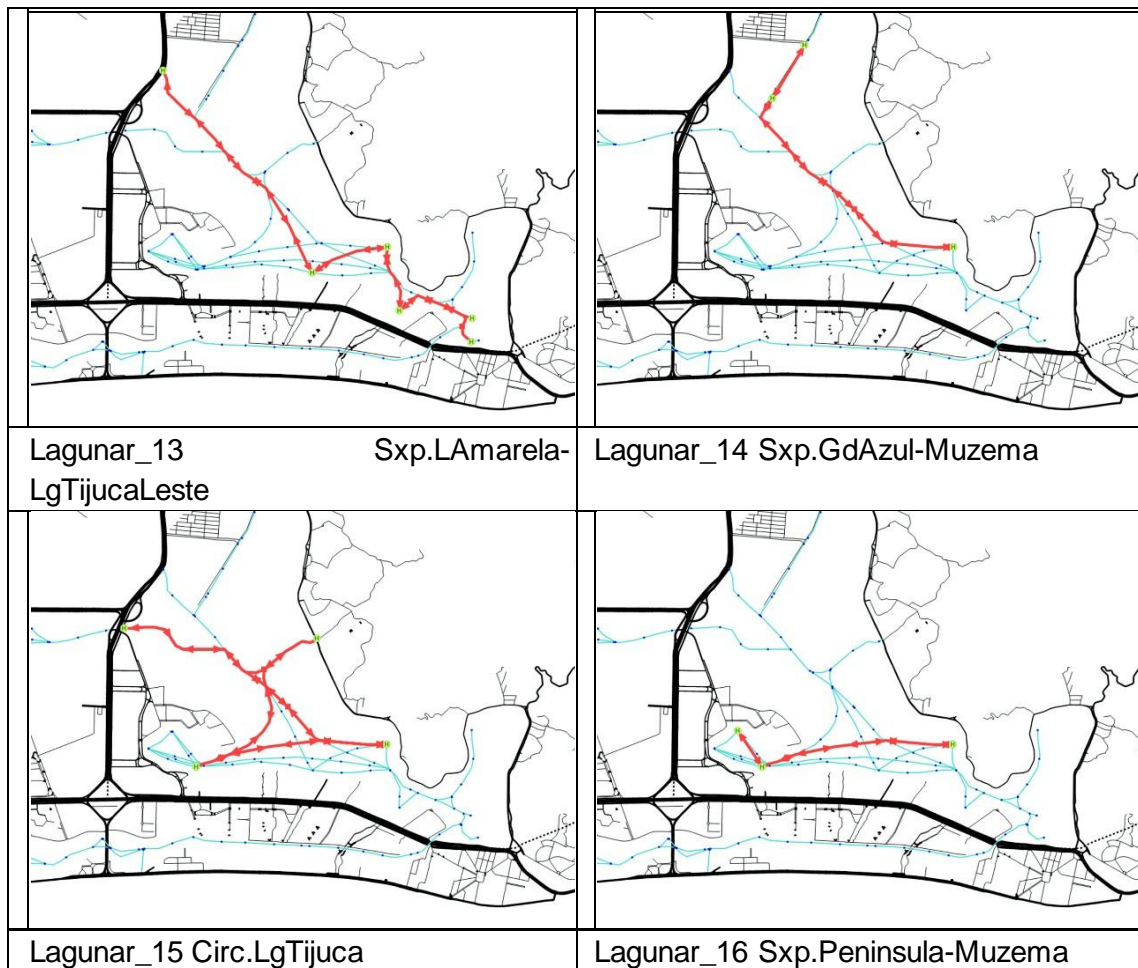 Lagunar_13 Sxp.LAmarela-
LgTijucaLeste
Lagunar_14 Sxp.GdAzul-Muzema
Lagunar_15 Circ.LgTijuca
Lagunar_16 Sxp.Peninsula-Muzema